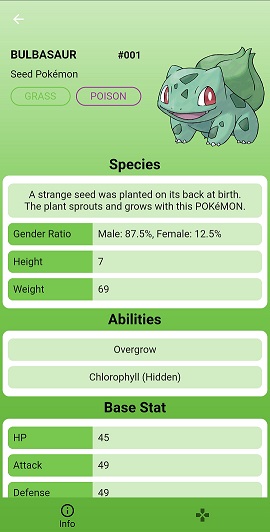 BULBASAUR #001
Seed Pokémon
GRASS POISON
Species
A strange seed was planted on its back at birth.
The plant sprouts and grows with this POKéMON.
Gender Ratio Male: 87.5%, Female: 12.5%
Height 7
Weight 69
Abilities
Overgrow
Chlorophyll (Hidden)
Base Stat
HP 45
Attack 49
Defense 49
Info